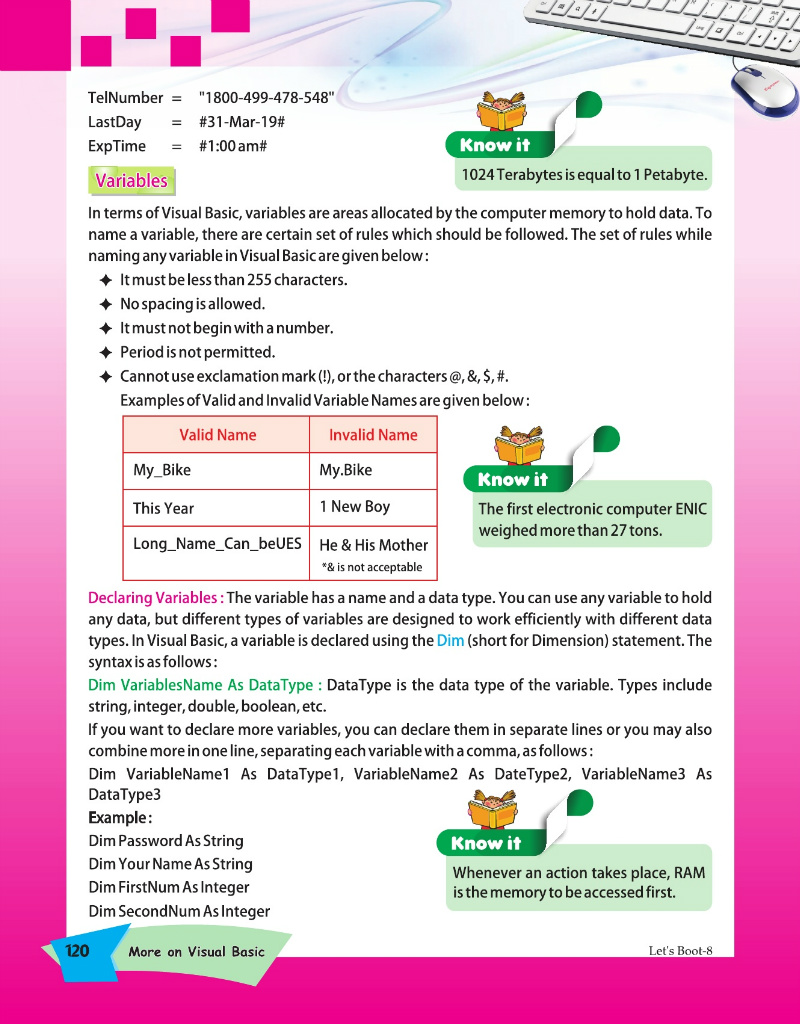 TelNumber = "1800-499-478-548"
LastDay = #31-Mar-19#
ExpTime = #1:00 am#
Know it
1024 Terabytes is equal to 1 Petabyte.
Variables
In terms of Visual Basic, variables are areas allocated by the computer memory to hold data. To
name a variable, there are certain set of rules which should be followed. The set of rules while
naming any variable in Visual Basic are given below :
✦ It must be less than 255 characters.
✦ No spacing is allowed.
✦ It must not begin with a number.
✦ Period is not permitted.
✦ Cannot use exclamation mark (!), or the characters @, &, $, #.
Examples of Valid and Invalid Variable Names are given below :
Valid Name Invalid Name
My_Bike My.Bike
This Year 1 New Boy
Long_Name_Can_beUES He & His Mother
*& is not acceptable
Know it
The first electronic computer ENIC
weighed more than 27 tons.
Declaring Variables : The variable has a name and a data type. You can use any variable to hold
any data, but different types of variables are designed to work efficiently with different data
types. In Visual Basic, a variable is declared using the Dim (short for Dimension) statement. The
syntax is as follows :
Dim VariablesName As DataType : DataType is the data type of the variable. Types include
string, integer, double, boolean, etc.
If you want to declare more variables, you can declare them in separate lines or you may also
combine more in one line, separating each variable with a comma, as follows :
Dim VariableName1 As DataType1, VariableName2 As DateType2, VariableName3 As
DataType3
Example :
Dim Password As String
Dim Your Name As String
Dim FirstNum As Integer
Dim SecondNum As Integer
Know it
Whenever an action takes place, RAM
is the memory to be accessed first.
120 More on Visual Basic
Let's Boot-8